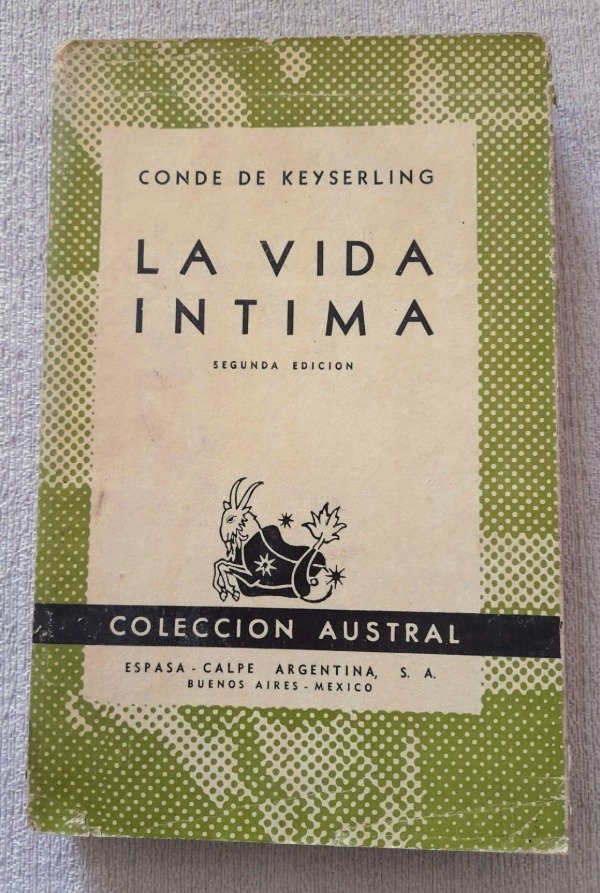 CONDE DE KEYSERLING
LA VIDA
INTIMA
SEGUNDA EDICION
COLECCION AUSTRAL
ESPASA - CALPE ARGENTINA, S. A.
BUENOS AIRES - MEXICO